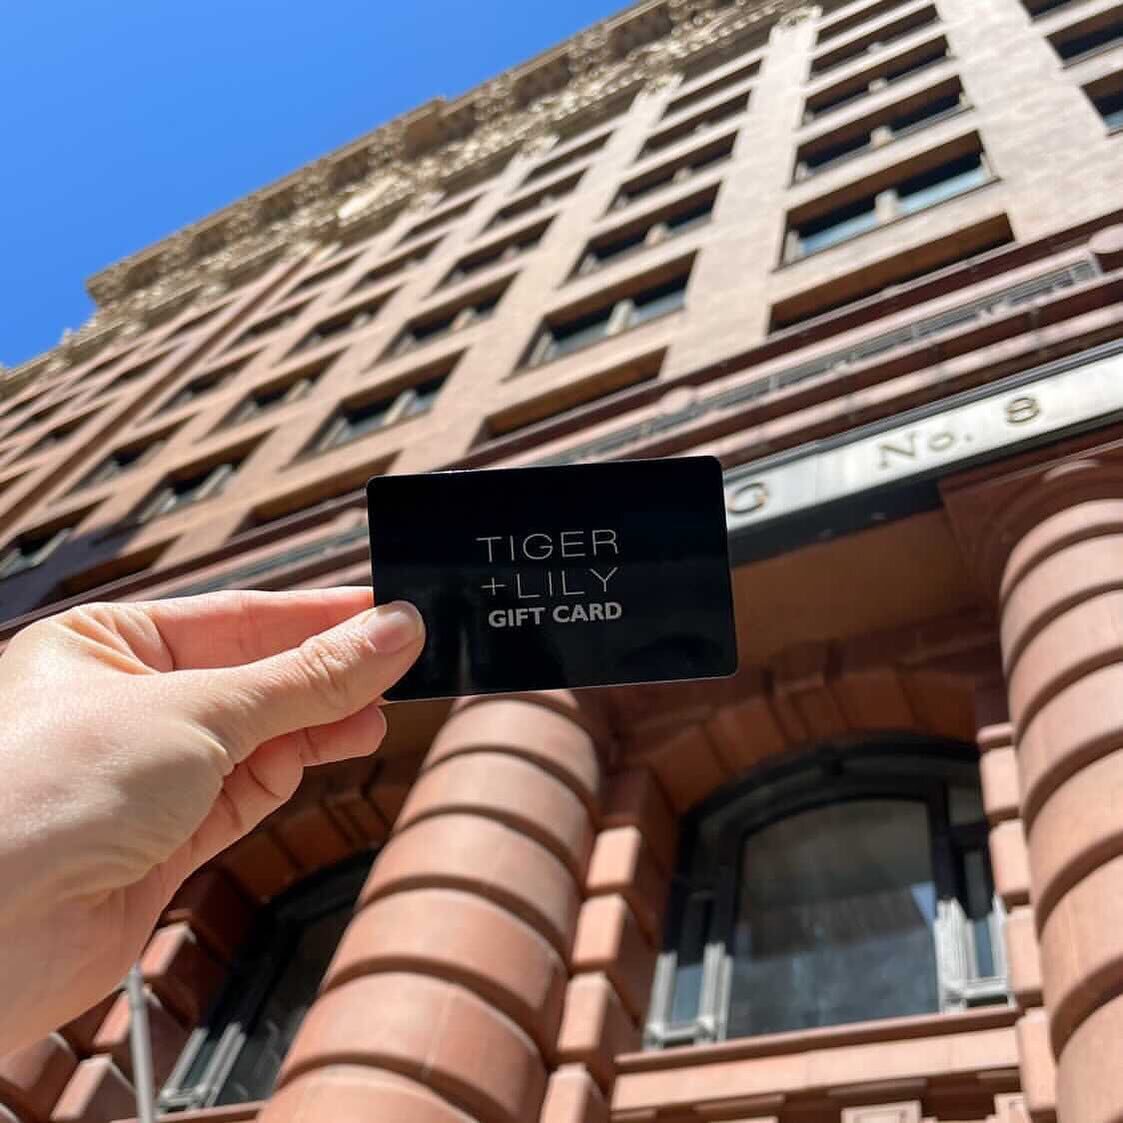 TIGER
+LILY
GIFT CARD
G No. 8